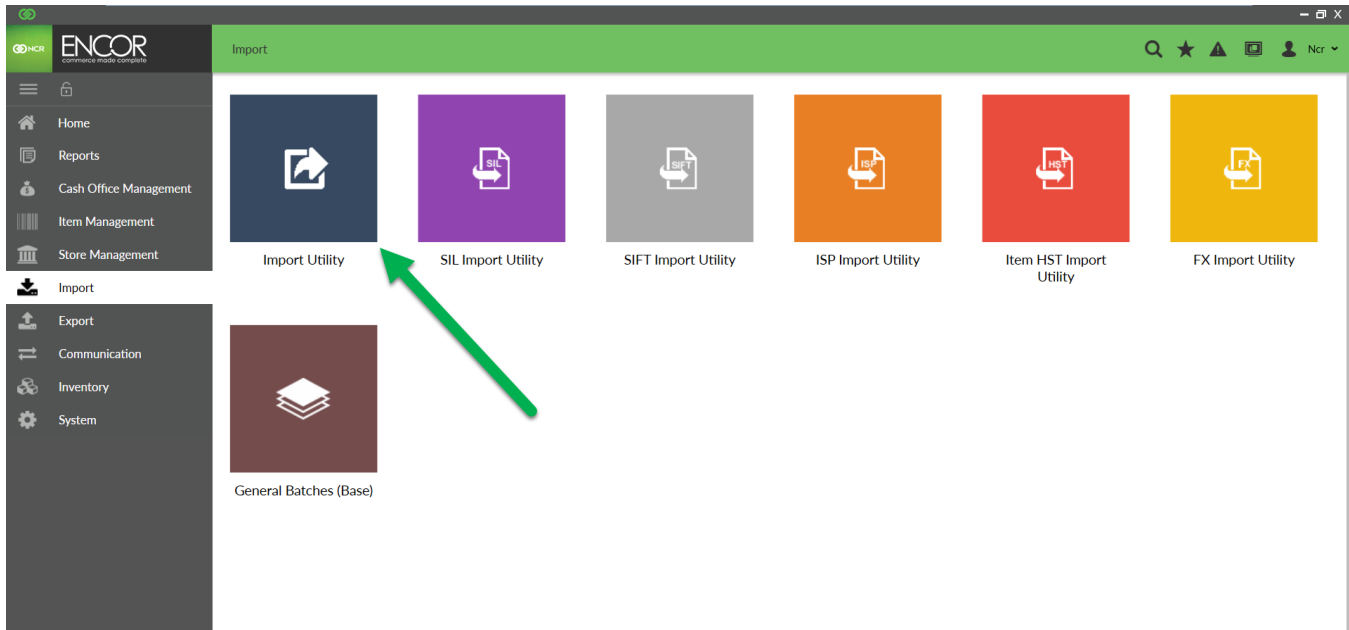 NCR
ENCOR
commerce made complete
Import
Ncr
Home
Reports
Cash Office Management
Item Management
Store Management
Import
Export
Communication
Inventory
System
SIL
SIFT
ISP
HST
FX
Import Utility
SIL Import Utility
SIFT Import Utility
ISP Import Utility
Item HST Import
Utility
FX Import Utility
General Batches (Base)